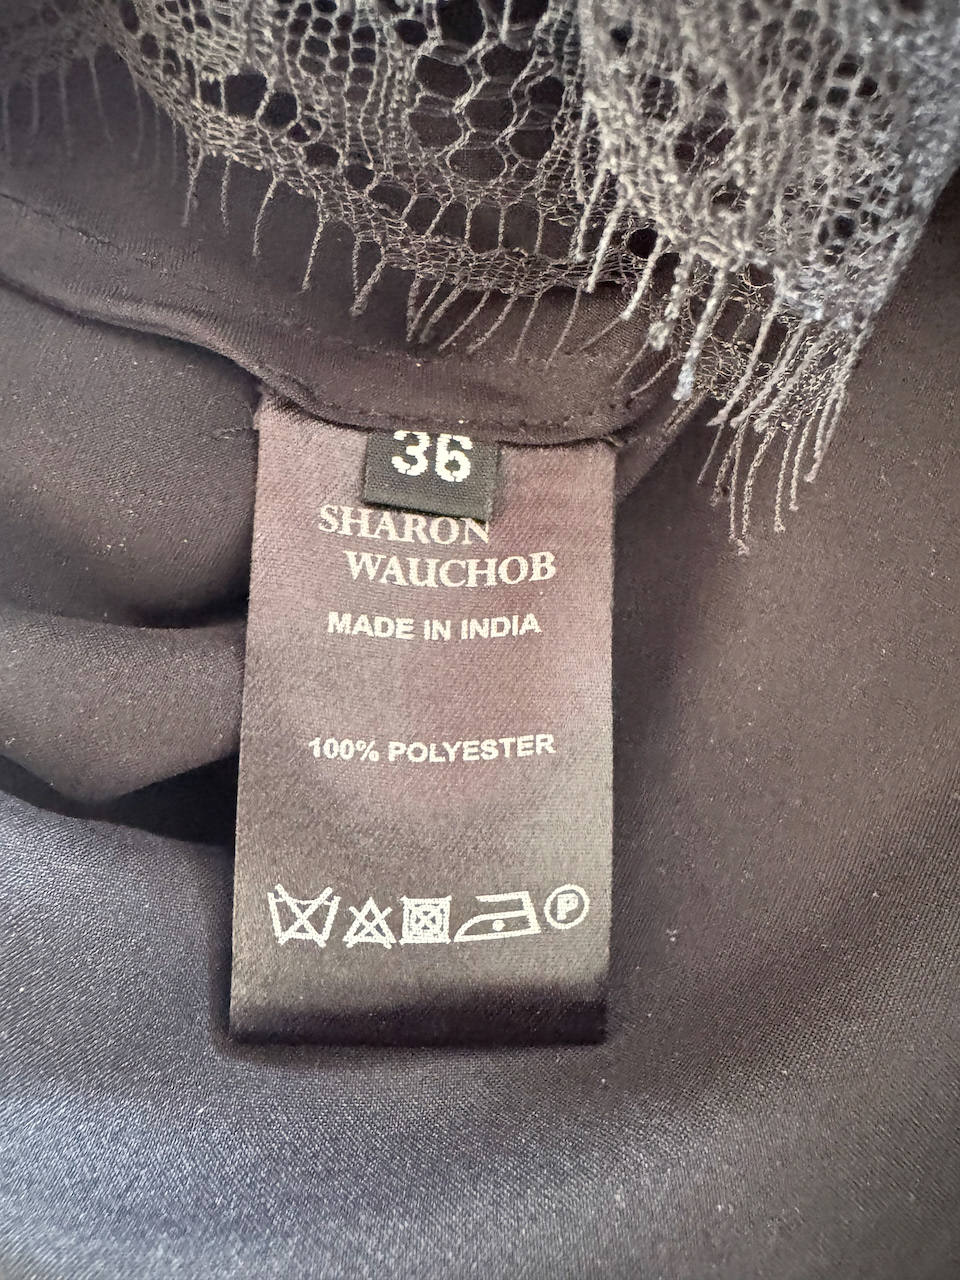 36
SHARON
WAUCHOB
MADE IN INDIA
100% POLYESTER
P